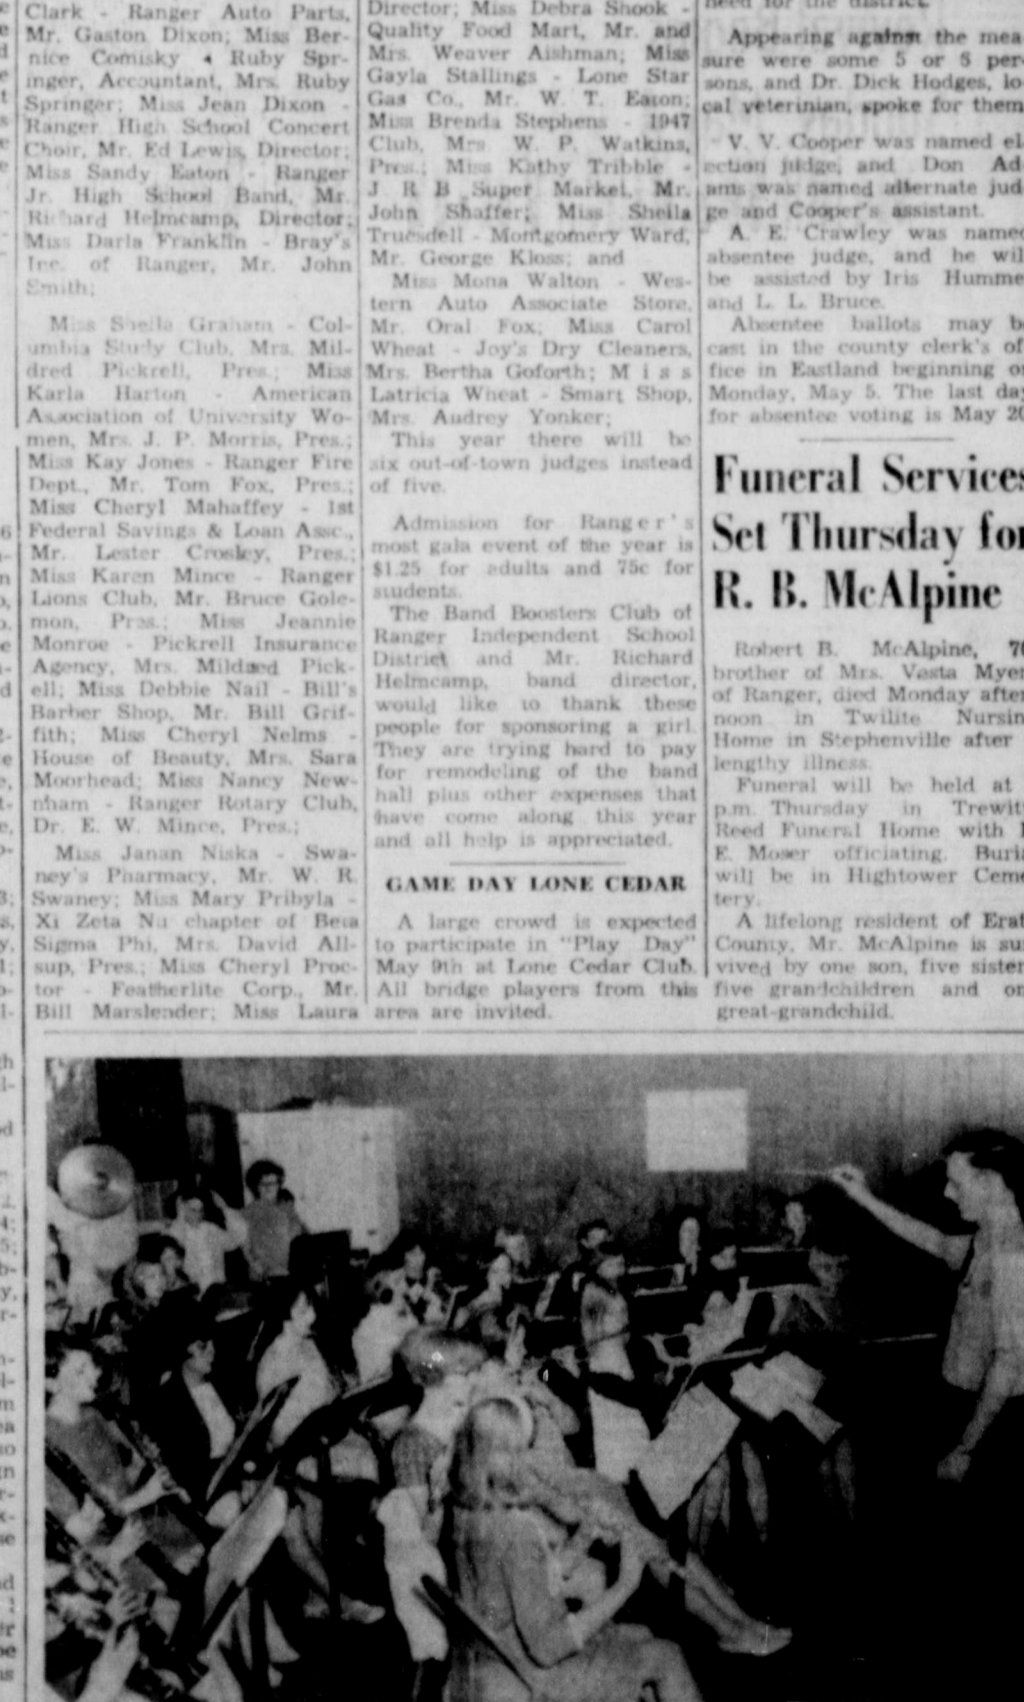 Clark - Ranger Auto Parts,
Mr. Gaston Dixon; Miss Ber-
nice Comisky - Ruby Spr-
inger, Accountant, Mrs. Ruby
Springer; Miss Jean Dixon -
Ranger High School Concert
Choir, Mr. Ed Lewis, Director;
Miss Sandy Eaton - Ranger
Jr. High School Band, Mr.
Richard Helmcamp, Director;
Miss Darla Franklin - Bray's
Inc. of Ranger, Mr. John
Smith;
Miss Sheila Graham - Col-
umbia Study Club, Mrs. Mil-
dred Pickrell, Pres.; Miss
Karla Harton - American
Association of University Wo-
men, Mrs. J. P. Morris, Pres.;
Miss Kay Jones - Ranger Fire
Dept., Mr. Tom Fox, Pres.;
Miss Cheryl Mahaffey - 1st
Federal Savings & Loan Assc.,
Mr. Lester Crosley, Pres.;
Miss Karen Mince - Ranger
Lions Club, Mr. Bruce Gole-
mon, Pres.; Miss Jeannie
Monroe - Pickrell Insurance
Agency, Mrs. Mildred Pick-
ell; Miss Debbie Nail - Bill's
Barber Shop, Mr. Bill Grif-
fith; Miss Cheryl Nelms -
House of Beauty, Mrs. Sara
Moorhead; Miss Nancy New-
nham - Ranger Rotary Club,
Dr. E. W. Mince, Pres.;
Miss Janan Niska - Swa-
ney's Pharmacy, Mr. W. R.
Swaney; Miss Mary Pribyla -
Xi Zeta Nu chapter of Beta
Sigma Phi, Mrs. David All-
sup, Pres.; Miss Cheryl Proc-
tor - Featherlite Corp., Mr.
Bill Marslender; Miss Laura
Director; Miss Debra Shook -
Quality Food Mart, Mr. and
Mrs. Weaver Aishman; Miss
Gayla Stallings - Lone Star
Gas Co., Mr. W. T. Eaton;
Miss Brenda Stephens - 1947
Club, Mrs. W. P. Watkins,
Pres.; Miss Kathy Tribble -
J R B Super Market, Mr.
John Shaffer; Miss Sheila
Truesdell - Montgomery Ward,
Mr. George Kloss; and
Miss Mona Walton - Wes-
tern Auto Associate Store,
Mr. Oral Fox; Miss Carol
Wheat - Joy's Dry Cleaners,
Mrs. Bertha Goforth; Miss
Latricia Wheat - Smart Shop,
Mrs. Audrey Yonker;
This year there will be
six out-of-town judges instead
of five.
Admission for Ranger's
most gala event of the year is
$1.25 for adults and 75c for
students.
The Band Boosters Club of
Ranger Independent School
District and Mr. Richard
Helmcamp, band director,
would like to thank these
people for sponsoring a girl.
They are trying hard to pay
for remodeling of the band
hall plus other expenses that
have come along this year
and all help is appreciated.
GAME DAY LONE CEDAR
A large crowd is expected
to participate in "Play Day"
May 9th at Lone Cedar Club.
All bridge players from this
area are invited.
need for the district.
Appearing against the mea
sure were some 5 or 6 per-
sons, and Dr. Dick Hodges, lo
cal veterinian, spoke for them
V. V. Cooper was named el
ection judge, and Don Ad
ams was named alternate jud
ge and Cooper's assistant.
A. E. Crawley was named
absentee judge, and he wil
be assisted by Iris Humme
and L. L. Bruce.
Absentee ballots may b
cast in the county clerk's of
fice in Eastland beginning o
Monday, May 5. The last day
for absentee voting is May 20
Funeral Services
Set Thursday for
R. B. McAlpine
Robert B. McAlpine, 70
brother of Mrs. Vesta Myer
of Ranger, died Monday after
noon in Twilite Nursin
Home in Stephenville after
lengthy illness.
Funeral will be held at
p.m. Thursday in Trewitt
Reed Funeral Home with
E. Moser officiating. Buria
will be in Hightower Ceme
tery.
A lifelong resident of Erat
County, Mr. McAlpine is sur
vived by one son, five sister
five grandchildren and on
great-grandchild.